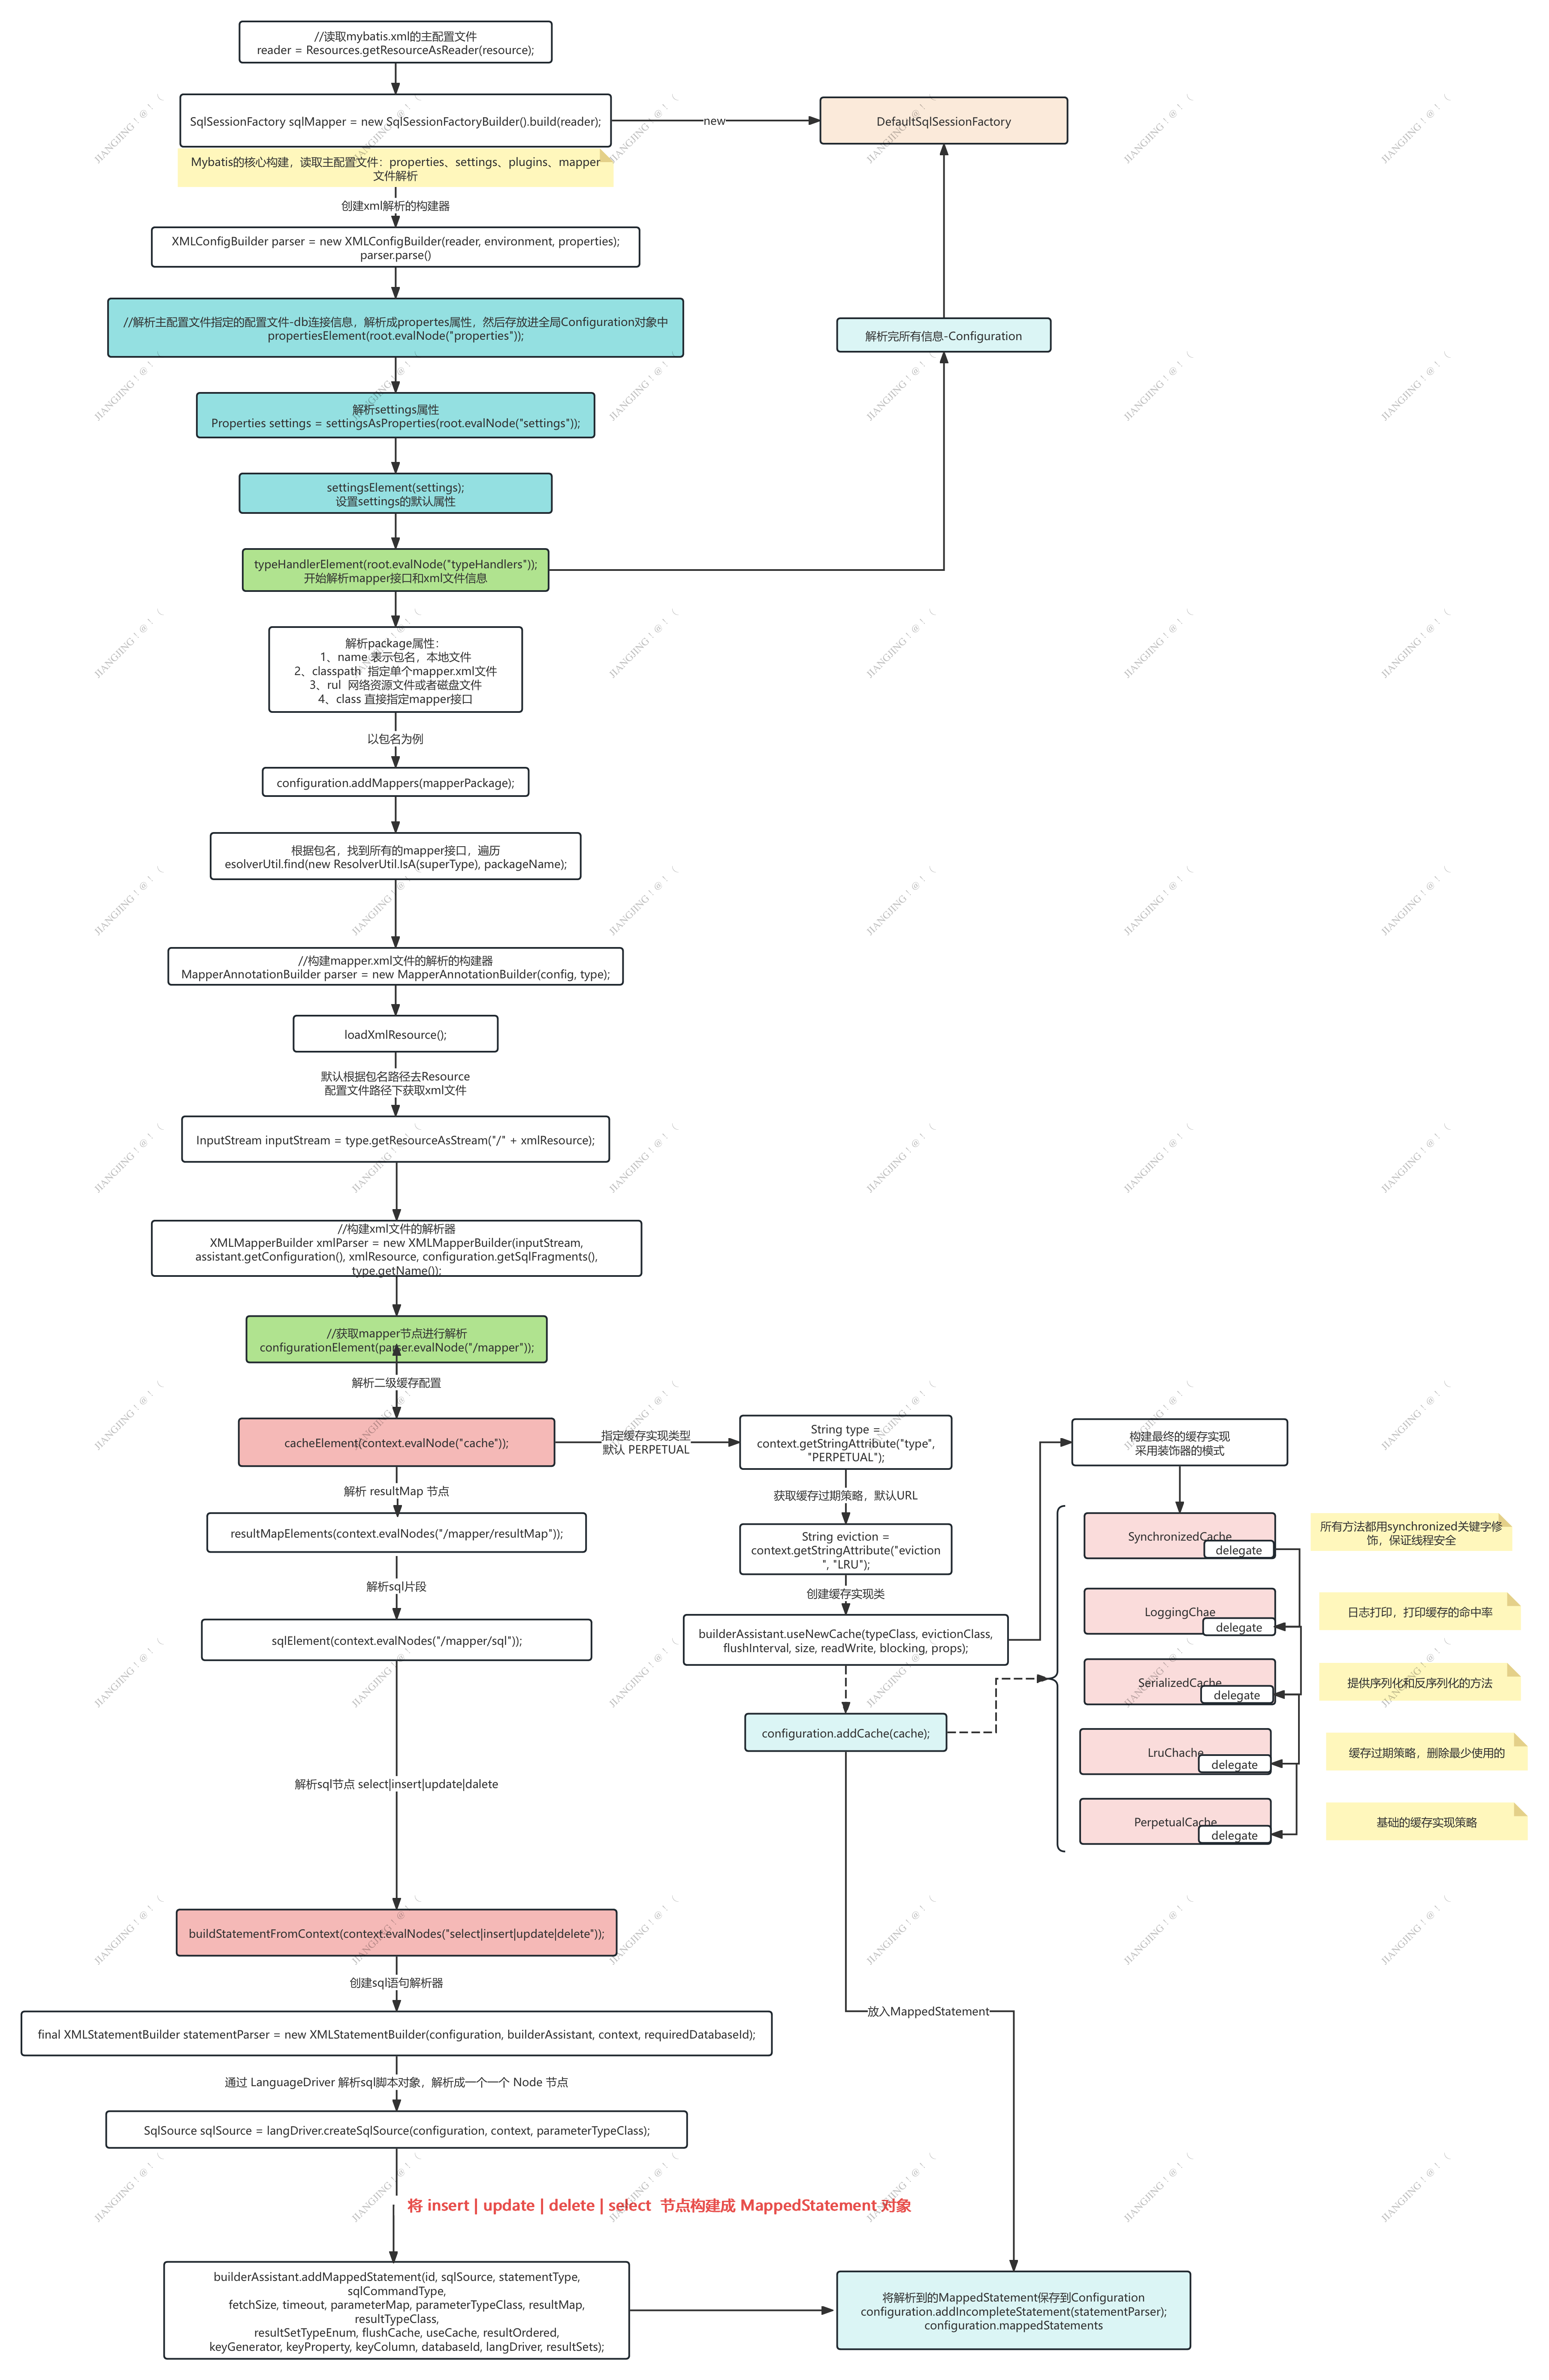 //读取mybatis.xml的主配置文件
reader = Resources.getResourceAsReader(resource);
SqlSessionFactory sqlMapper = new SqlSessionFactoryBuilder().build(reader);
new
DefaultSqlSessionFactory
Mybatis的核心构建，读取主配置文件：properties、settings、plugins、mapper
文件解析
创建xml解析的构建器
XMLConfigBuilder parser = new XMLConfigBuilder(reader, environment, properties);
parser.parse()
//解析主配置文件指定的配置文件-db连接信息，解析成propertes属性，然后存放进全局Configuration对象中
propertiesElement(root.evalNode("properties"));
解析完所有信息-Configuration
解析settings属性
Properties settings = settingsAsProperties(root.evalNode("settings"));
settingsElement(settings);
设置settings的默认属性
typeHandlerElement(root.evalNode("typeHandlers"));
开始解析mapper接口和xml文件信息
解析package属性：
1、name 表示包名，本地文件
2、classpath  指定单个mapper.xml文件
3、rul  网络资源文件或者磁盘文件
4、class 直接指定mapper接口
以包名为例
configuration.addMappers(mapperPackage);
根据包名，找到所有的mapper接口，遍历
esolverUtil.find(new ResolverUtil.IsA(superType), packageName);
//构建mapper.xml文件的解析的构建器
MapperAnnotationBuilder parser = new MapperAnnotationBuilder(config, type);
loadXmlResource();
默认根据包名路径去Resource
配置文件路径下获取xml文件
InputStream inputStream = type.getResourceAsStream("/" + xmlResource);
//构建xml文件的解析器
XMLMapperBuilder xmlParser = new XMLMapperBuilder(inputStream,
assistant.getConfiguration(), xmlResource, configuration.getSqlFragments(),
type.getName());
//获取mapper节点进行解析
configurationElement(parser.evalNode("/mapper"));
解析二级缓存配置
cacheElement(context.evalNode("cache"));
指定缓存实现类型
默认 PERPETUAL
String type =
context.getStringAttribute("type",
"PERPETUAL");
构建最终的缓存实现
采用装饰器的模式
解析 resultMap 节点
获取缓存过期策略，默认URL
resultMapElements(context.evalNodes("/mapper/resultMap"));
String eviction =
context.getStringAttribute("eviction
", "LRU");
SynchronizedCache
delegate
所有方法都用synchronized关键字修
饰，保证线程安全
解析sql片段
创建缓存实现类
LoggingChae
delegate
日志打印，打印缓存的命中率
sqlElement(context.evalNodes("/mapper/sql"));
builderAssistant.useNewCache(typeClass, evictionClass,
flushInterval, size, readWrite, blocking, props);
SerializedCache
delegate
提供序列化和反序列化的方法
configuration.addCache(cache);
LruChache
delegate
缓存过期策略，删除最少使用的
解析sql节点 select|insert|update|dalete
PerpetualCache
delegate
基础的缓存实现策略
buildStatementFromContext(context.evalNodes("select|insert|update|delete"));
创建sql语句解析器
放入MappedStatement
final XMLStatementBuilder statementParser = new XMLStatementBuilder(configuration, builderAssistant, context, requiredDatabaseId);
通过 LanguageDriver 解析sql脚本对象，解析成一个一个 Node 节点
SqlSource sqlSource = langDriver.createSqlSource(configuration, context, parameterTypeClass);
将 insert | update | delete | select  节点构建成 MappedStatement 对象
builderAssistant.addMappedStatement(id, sqlSource, statementType,
sqlCommandType,
fetchSize, timeout, parameterMap, parameterTypeClass, resultMap,
resultTypeClass,
resultSetTypeEnum, flushCache, useCache, resultOrdered,
keyGenerator, keyProperty, keyColumn, databaseId, langDriver, resultSets);
将解析到的MappedStatement保存到Configuration
configuration.addIncompleteStatement(statementParser);
configuration.mappedStatements
JIANGJING！@！（